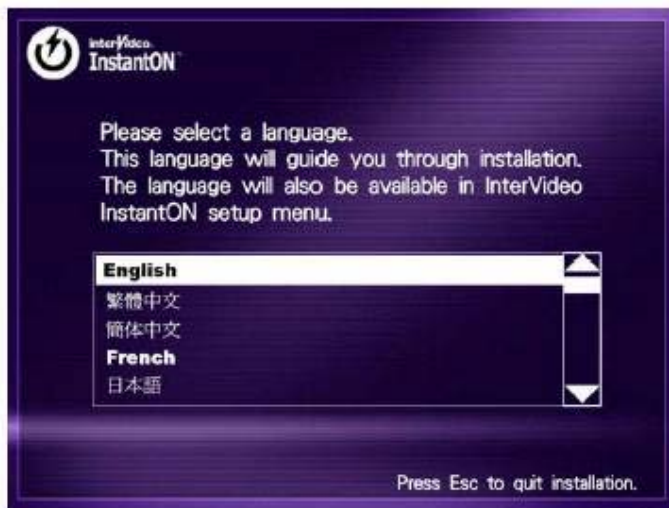 InterVideo
InstantON™
Please select a language.
This language will guide you through installation.
The language will also be available in InterVideo
InstantON setup menu.
English
繁體中文
简体中文
French
日本語
Press Esc to quit installation.